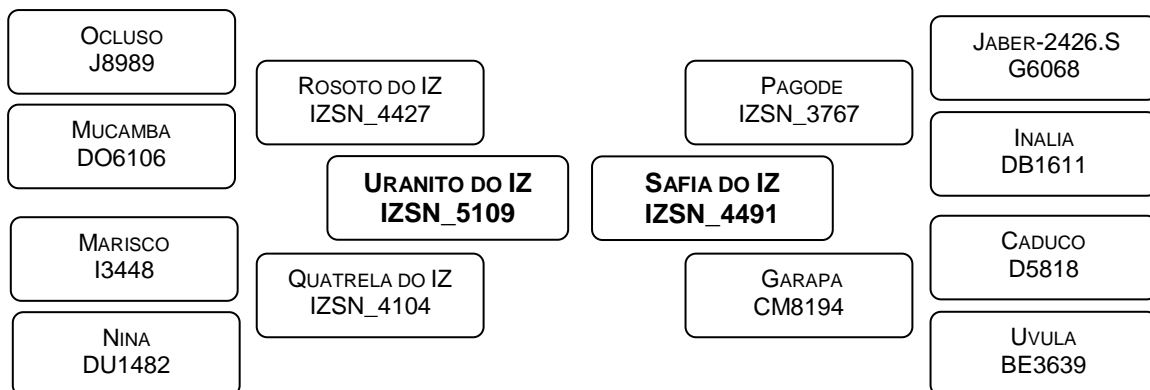 OCLUSO
J8989
MUCAMBA
DO6106
MARISCO
I3448
NINA
DU1482
ROSOTO DO IZ
IZSN_4427
QUATRELA DO IZ
IZSN_4104
URANITO DO IZ
IZSN_5109
SAFIA DO IZ
IZSN_4491
PAGODE
IZSN_3767
GARAPA
CM8194
JABER-2426.S
G6068
INALIA
DB1611
CADUCO
D5818
UVULA
BE3639